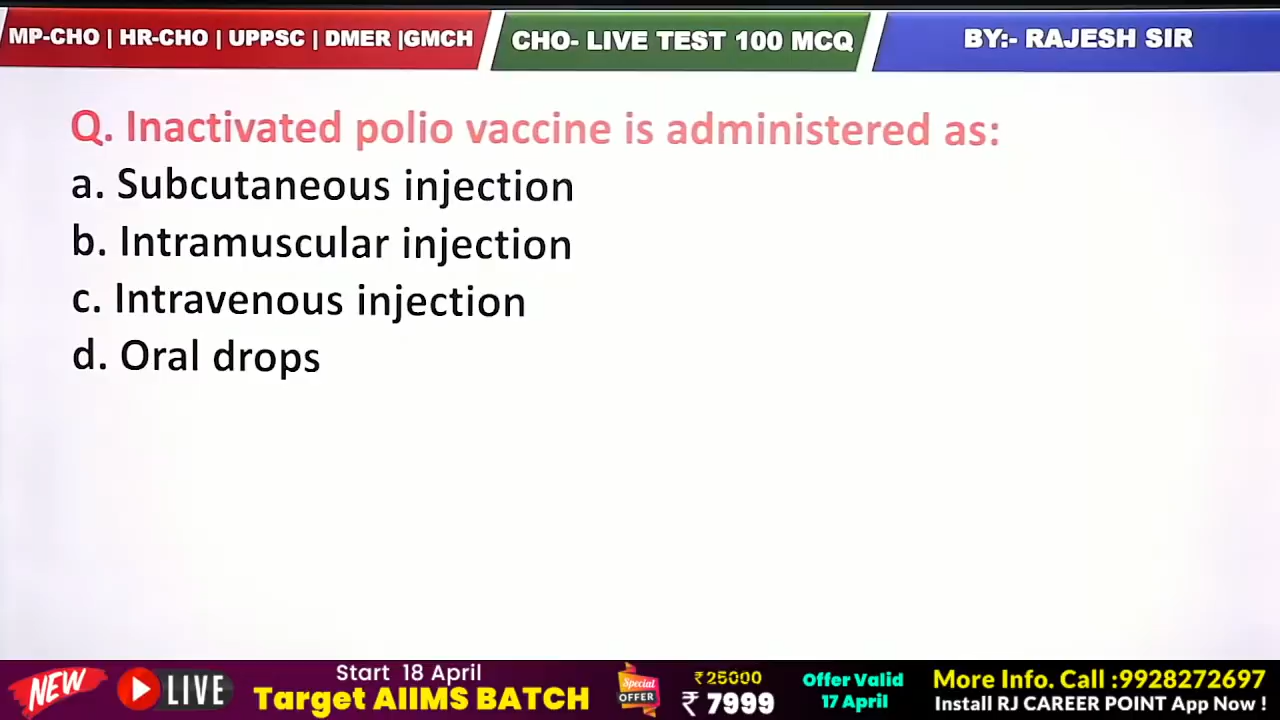 MP-CHO | HR-CHO | UPPSC | DMER |GMCH
CHO- LIVE TEST 100 MCQ
BY:- RAJESH SIR
Q. Inactivated polio vaccine is administered as:
a. Subcutaneous injection
b. Intramuscular injection
c. Intravenous injection
d. Oral drops
NEW
LIVE
Start 18 April
Target AIIMS BATCH
Special
OFFER
₹25000
₹ 7999
Offer Valid
17 April
More Info. Call :9928272697
Install RJ CAREER POINT App Now !